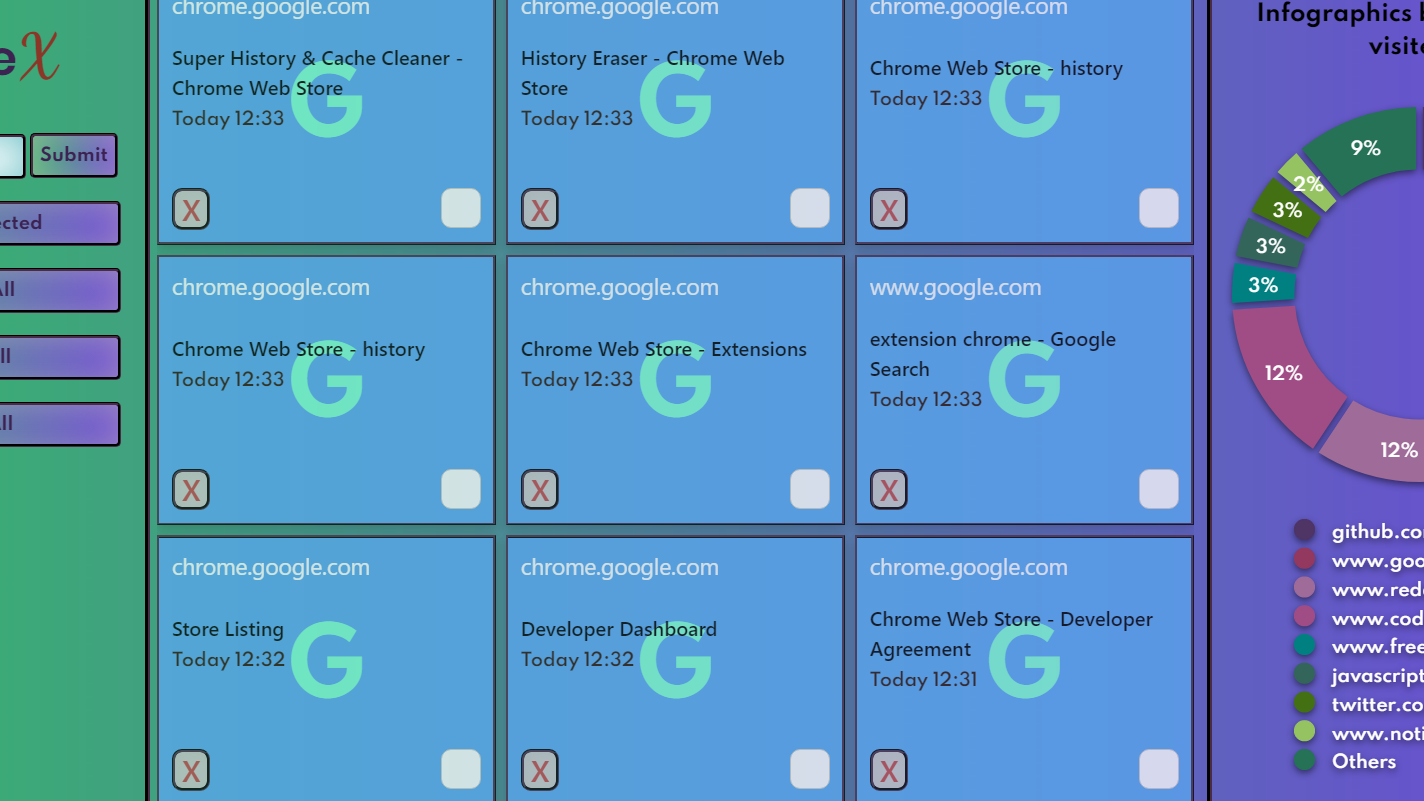 eχ
Submit
ected
All
ll
All
chrome.google.com
Super History & Cache Cleaner -
Chrome Web Store
Today 12:33
X
chrome.google.com
History Eraser - Chrome Web
Store
Today 12:33
X
chrome.google.com
Chrome Web Store - history
Today 12:33
X
chrome.google.com
Chrome Web Store - history
Today 12:33
X
chrome.google.com
Chrome Web Store - Extensions
Today 12:33
X
www.google.com
extension chrome - Google
Search
Today 12:33
X
chrome.google.com
Store Listing
Today 12:32
X
chrome.google.com
Developer Dashboard
Today 12:32
X
chrome.google.com
Chrome Web Store - Developer
Agreement
Today 12:31
X
Infographics
visite
9%
2%
3%
3%
3%
12%
12%
github.co
www.goo
www.red
www.cod
www.free
javascript
twitter.co
www.noti
Others